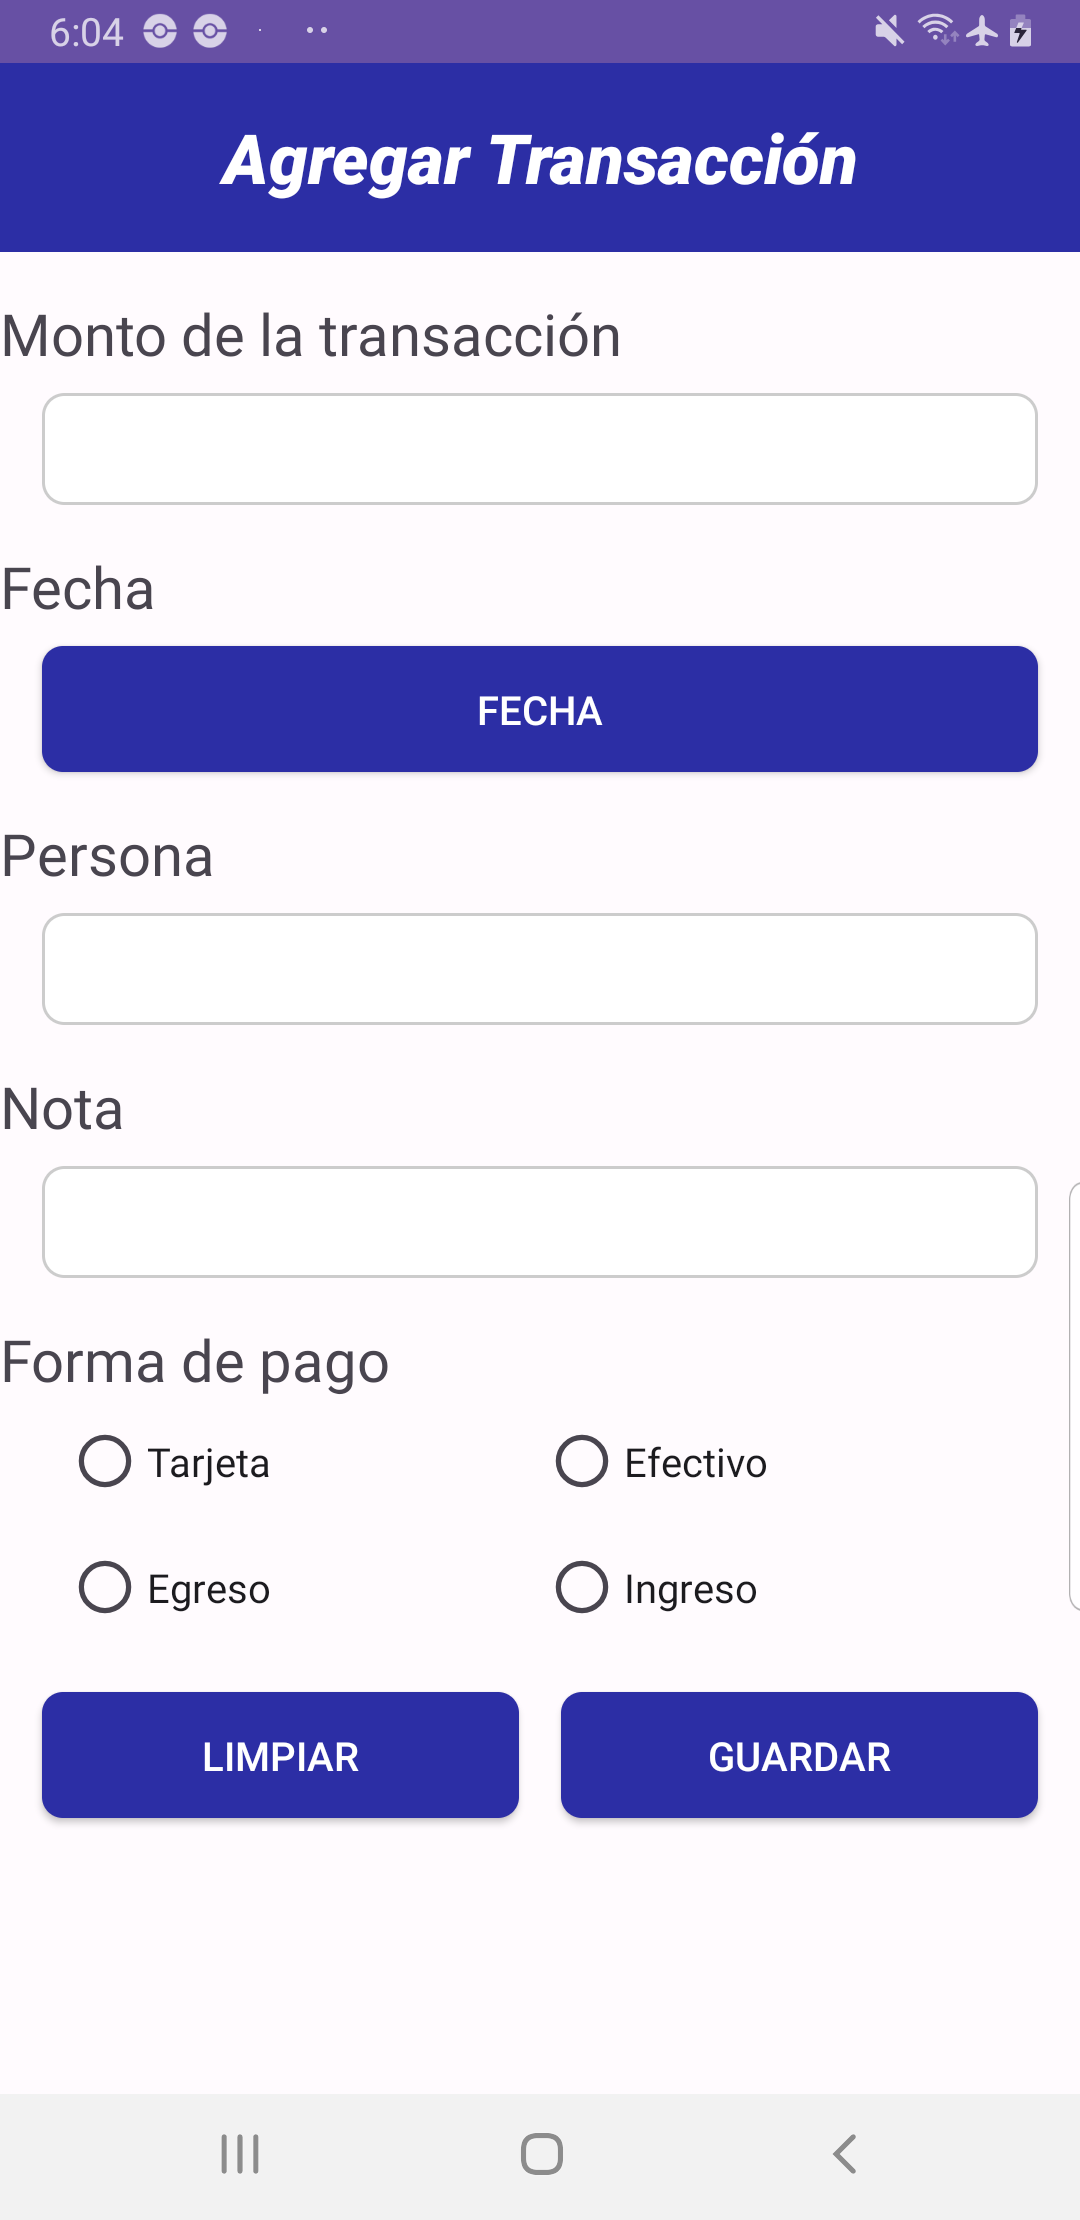 6:04
Agregar Transacción
Monto de la transacción
Fecha
FECHA
Persona
Nota
Forma de pago
Tarjeta Efectivo
Egreso Ingreso
LIMPIAR GUARDAR